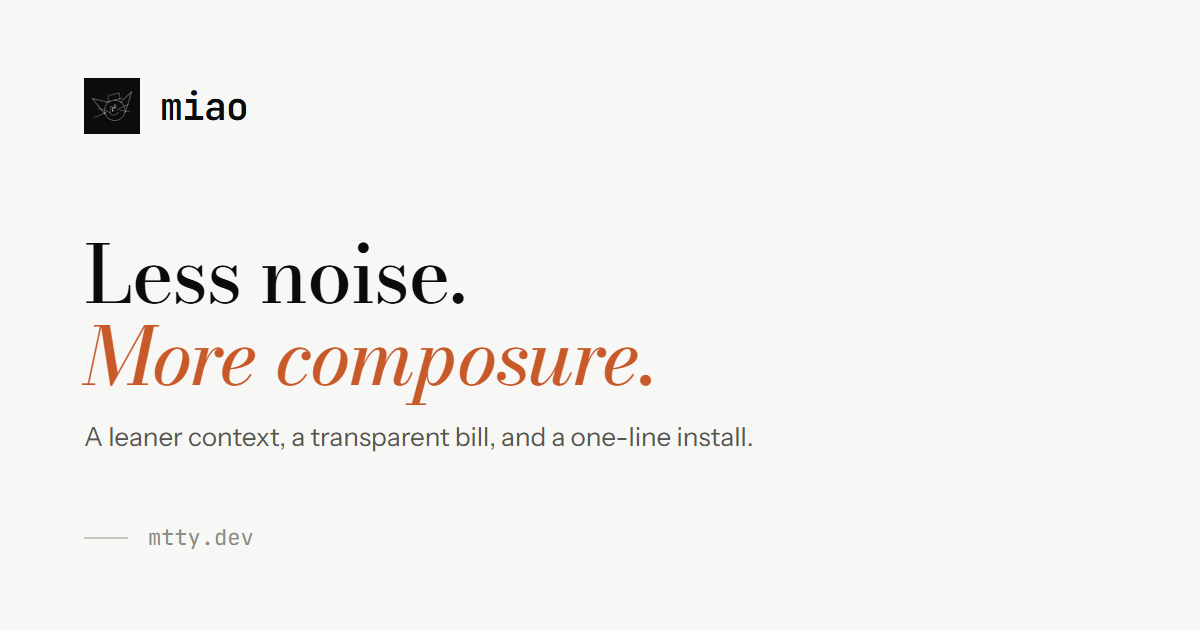 miao
Less noise.
More composure.
A leaner context, a transparent bill, and a one-line install.
mtty.dev